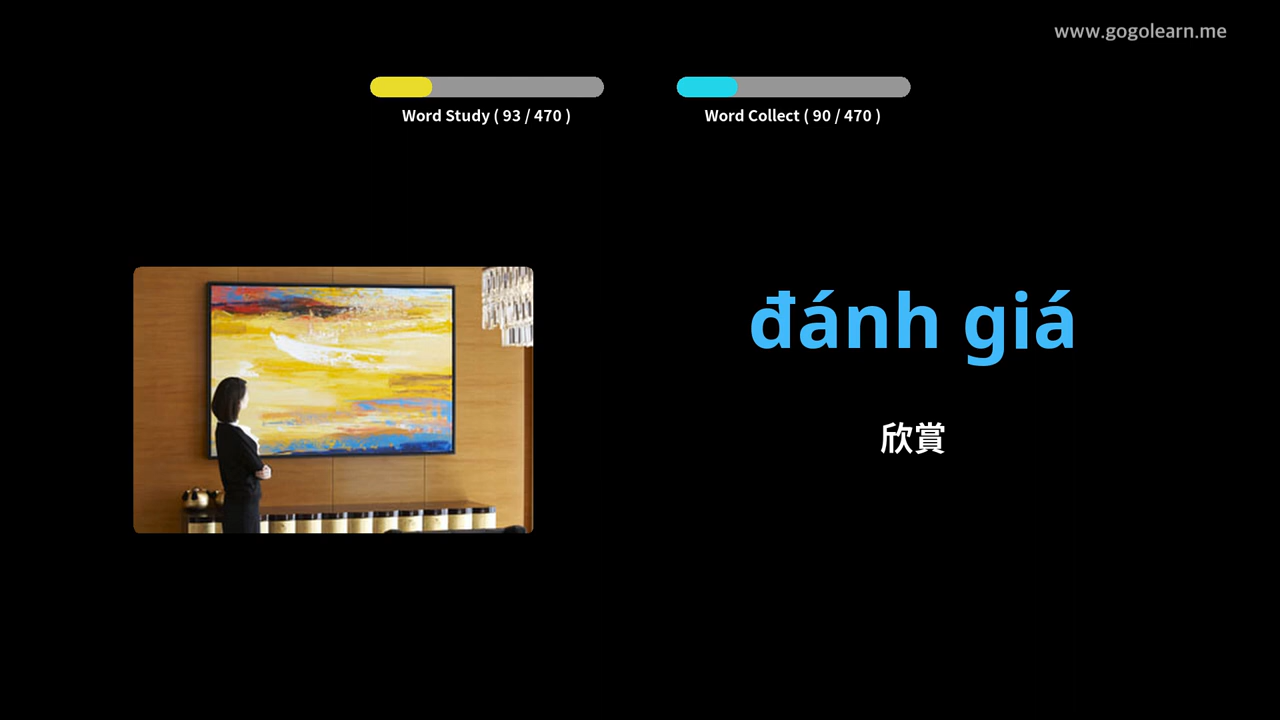 www.gogolearn.me
Word Study ( 93 / 470 )
Word Collect ( 90 / 470 )
đánh giá
欣賞